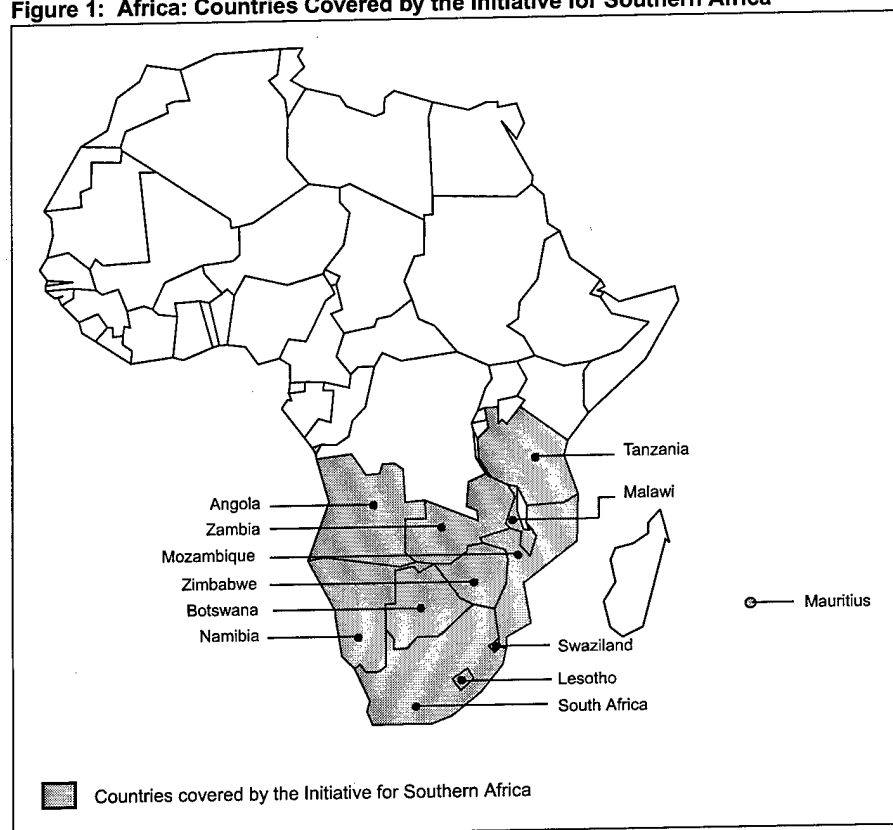 Figure 1: Africa: Countries Covered by the Initiative for Southern Africa
Tanzania
Malawi
Angola
Zambia
Mozambique
Zimbabwe
Botswana
Namibia
Mauritius
Swaziland
Lesotho
South Africa
Countries covered by the Initiative for Southern Africa